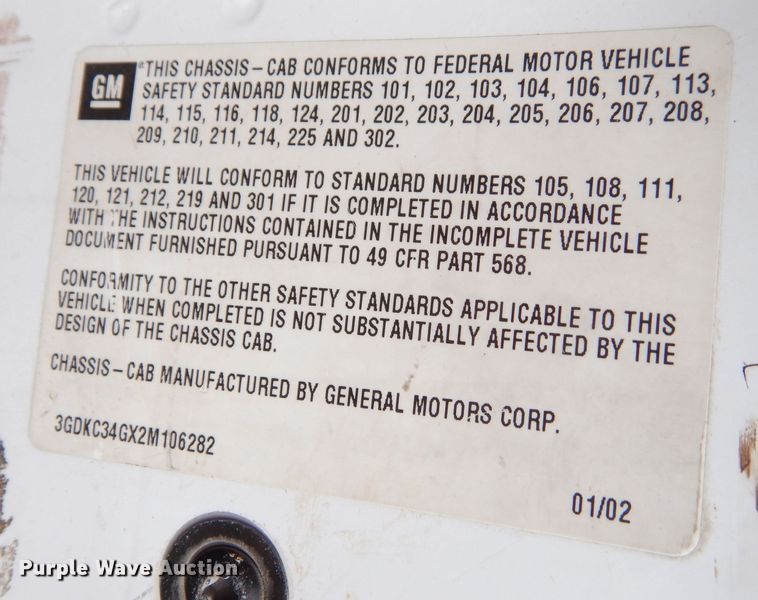 GM
*THIS CHASSIS-CAB CONFORMS TO FEDERAL MOTOR VEHICLE
SAFETY STANDARD NUMBERS 101, 102, 103, 104, 106, 107, 113,
114, 115, 116, 118, 124, 201, 202, 203, 204, 205, 206, 207, 208,
209, 210, 211, 214, 225 AND 302.
THIS VEHICLE WILL CONFORM TO STANDARD NUMBERS 105, 108, 111,
120, 121, 212, 219 AND 301 IF IT IS COMPLETED IN ACCORDANCE
WITH THE INSTRUCTIONS CONTAINED IN THE INCOMPLETE VEHICLE
DOCUMENT FURNISHED PURSUANT TO 49 CFR PART 568.
CONFORMITY TO THE OTHER SAFETY STANDARDS APPLICABLE TO THIS
VEHICLE WHEN COMPLETED IS NOT SUBSTANTIALLY AFFECTED BY THE
DESIGN OF THE CHASSIS CAB.
CHASSIS-CAB MANUFACTURED BY GENERAL MOTORS CORP.
3GDKC34GX2M106282
01/02
Purple Wave Auction